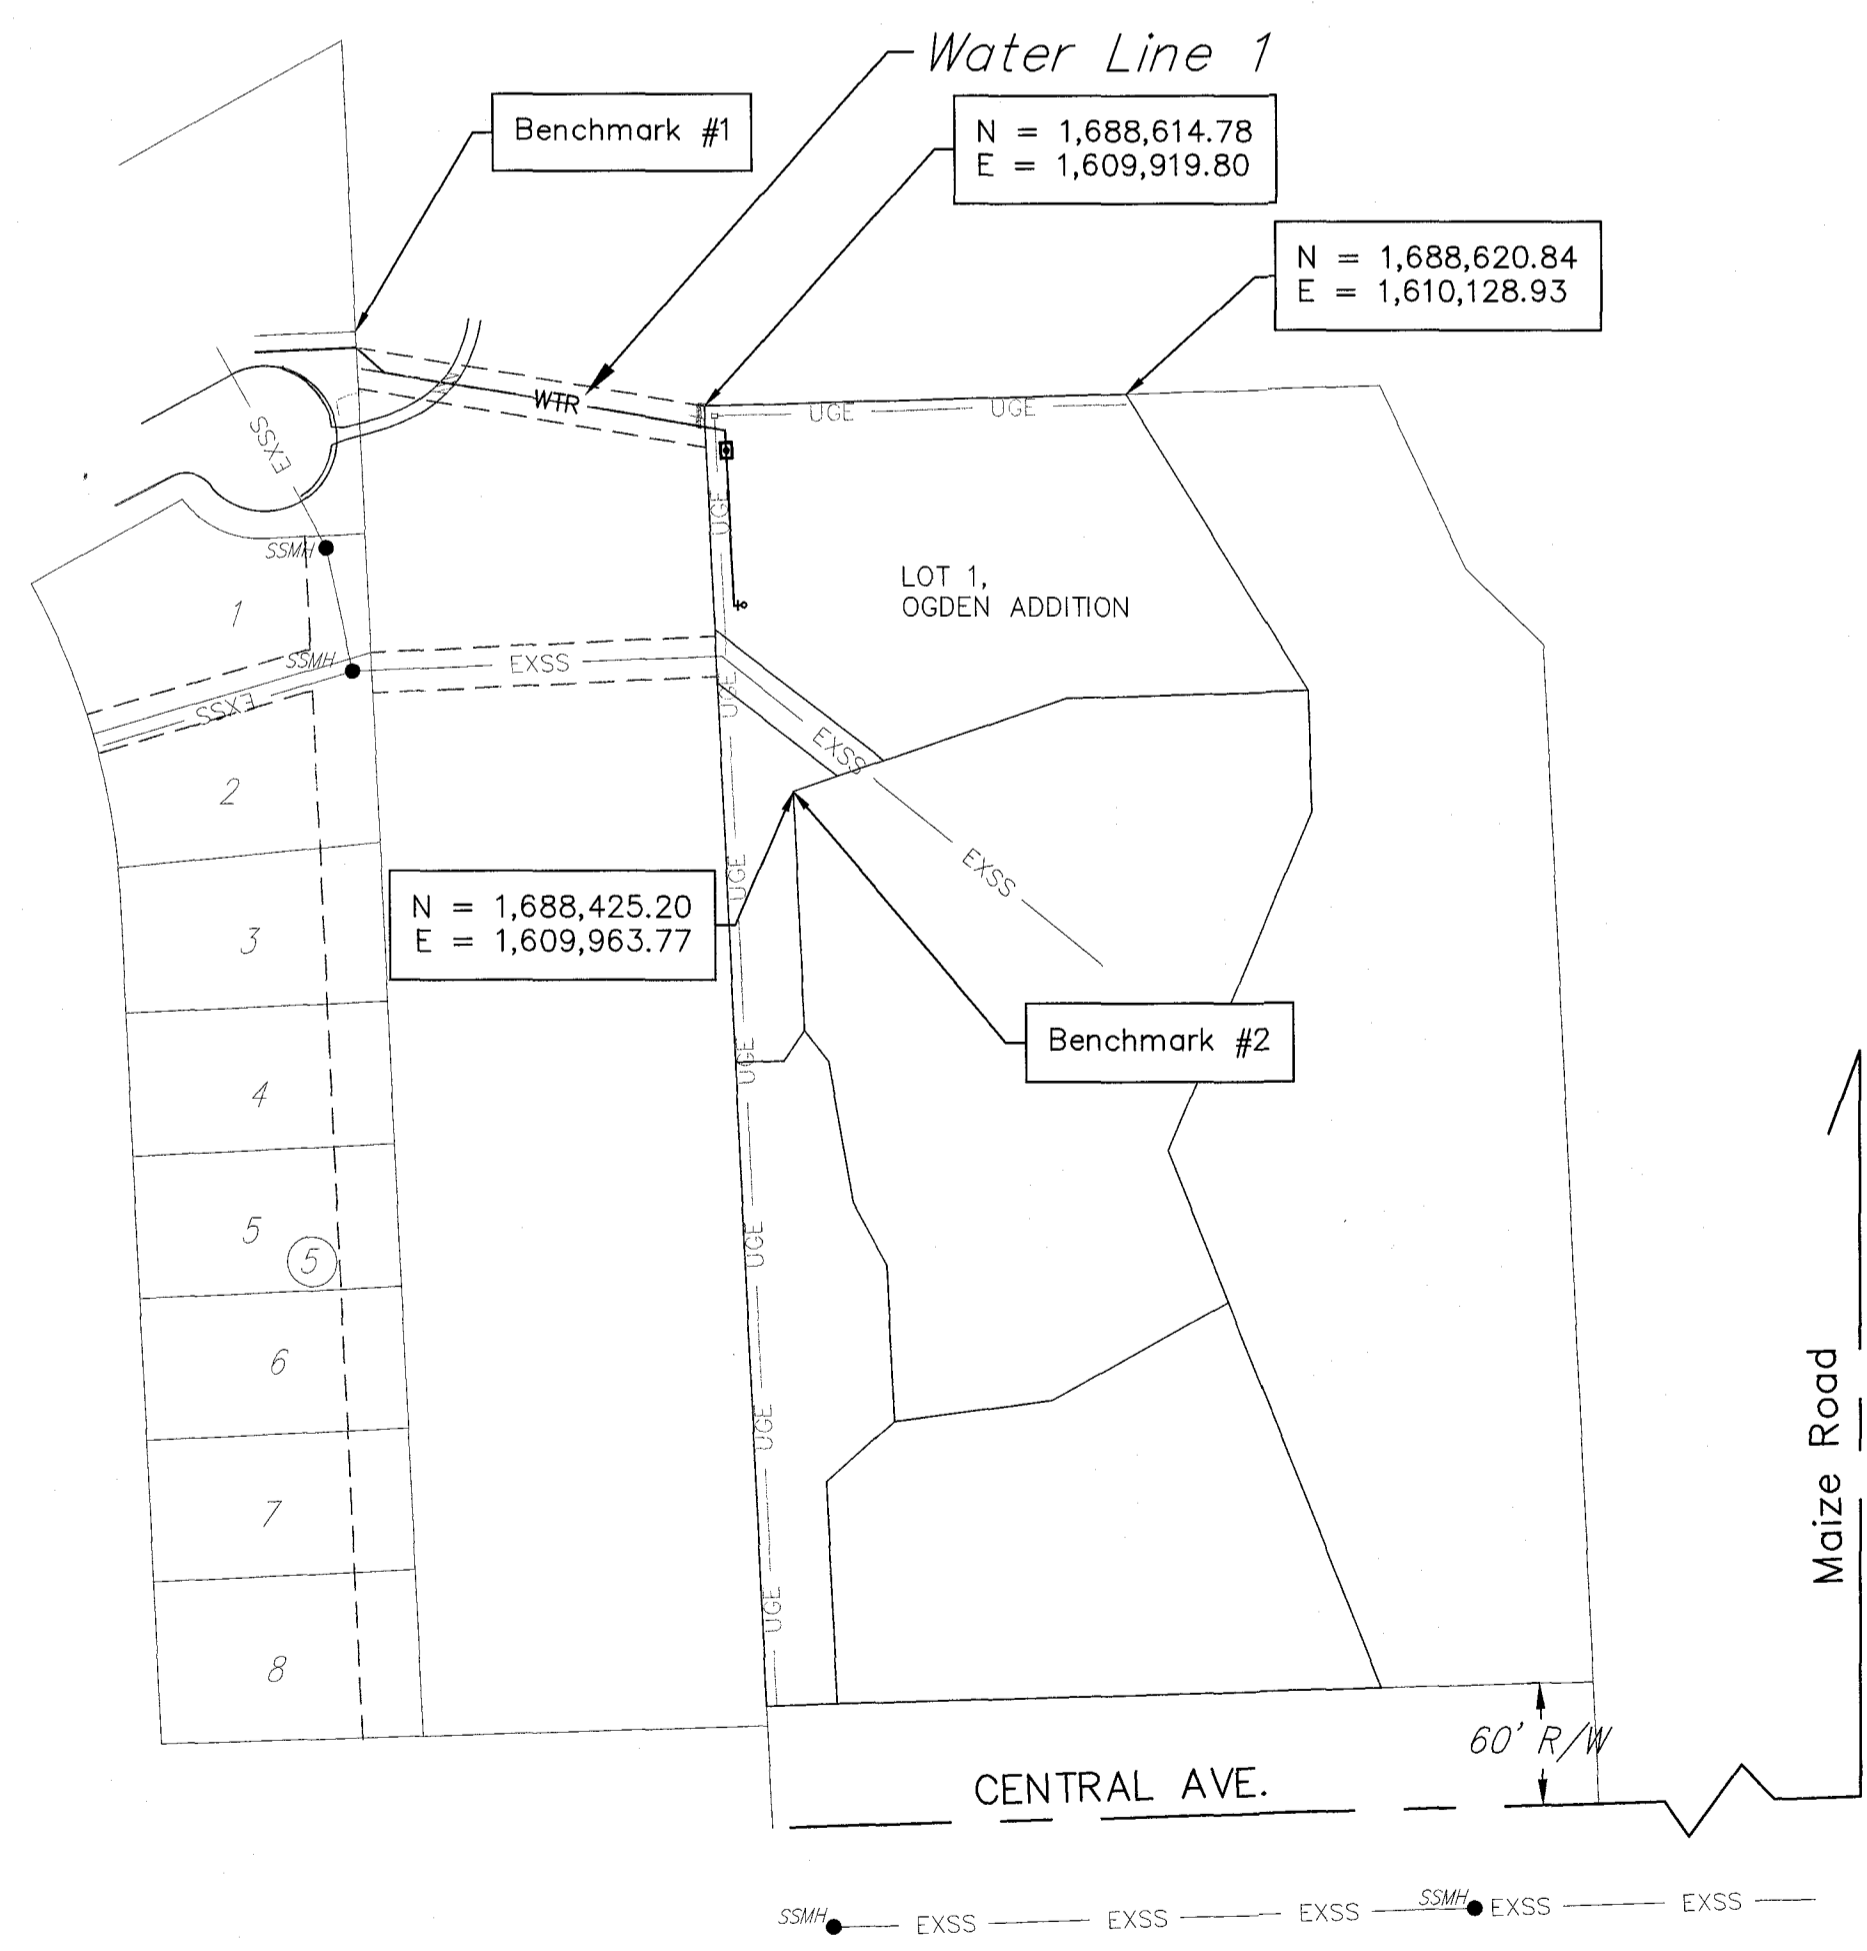 Water Line 1
Benchmark #1
N = 1,688,614.78
E = 1,609,919.80
N = 1,688,620.84
E = 1,610,128.93
WTR
UGE UGE
EXSS
UGE
SSMH
LOT 1,
OGDEN ADDITION
1
SSMH
EXSS
EXSS
UGE
EXSS
2
EXSS
UGE
N = 1,688,425.20
E = 1,609,963.77
3
Benchmark #2
UGE
4
5
5
UGE
6
UGE
Maize Road
7
UGE
8
60' R/W
CENTRAL AVE.
SSMH EXSS EXSS EXSS SSMH EXSS EXSS